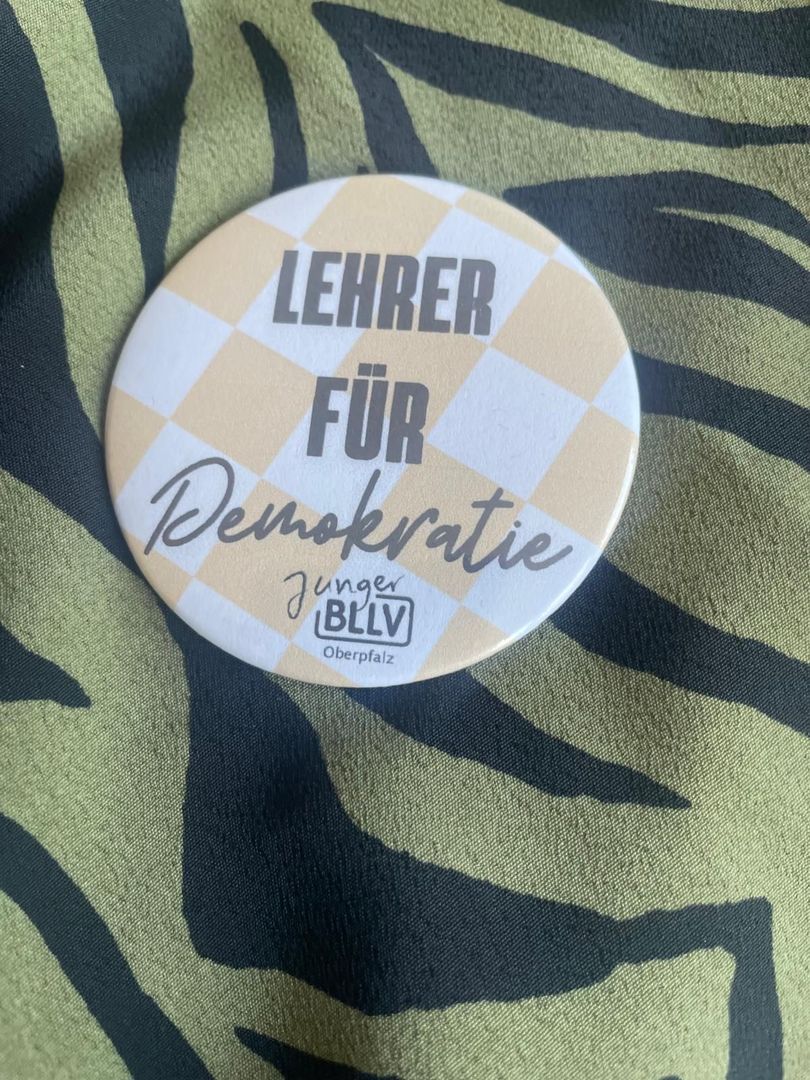 LEHRER
FÜR
Demokratie
Junger
BLLV
Oberpfalz